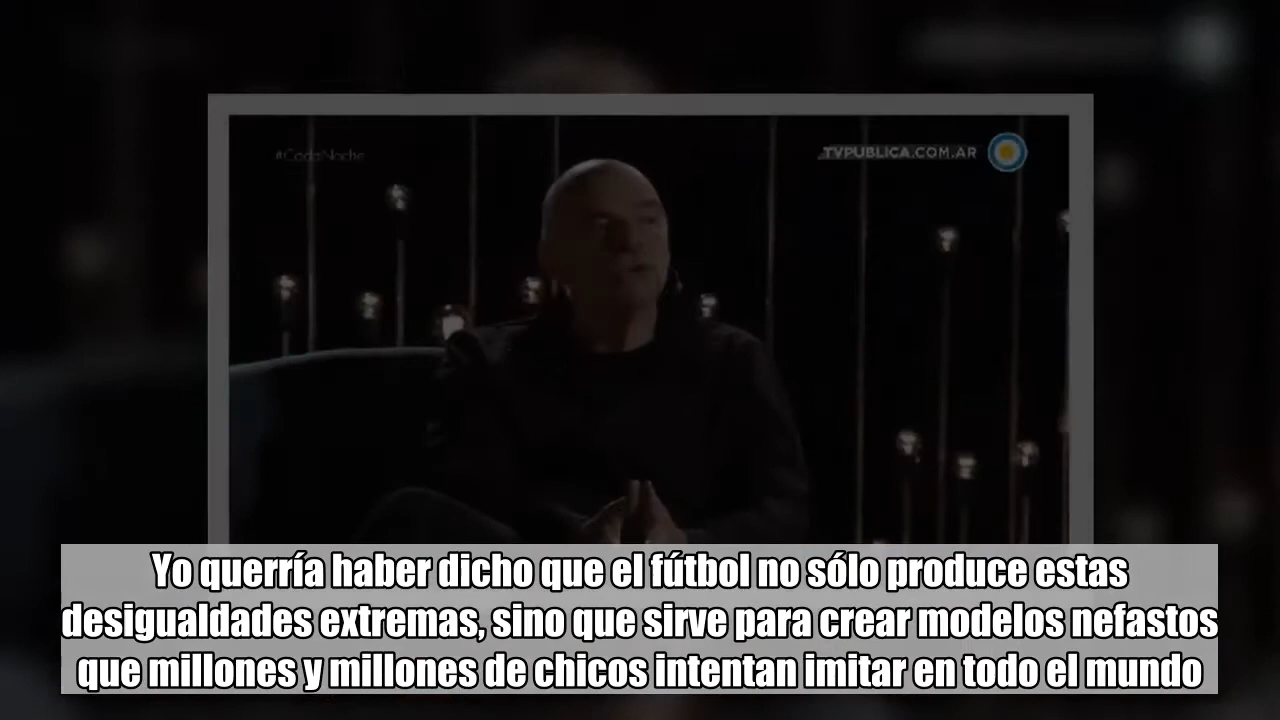 #CadaNoche
TVPUBLICA.COM.AR
Yo querría haber dicho que el fútbol no sólo produce estas
desigualdades extremas, sino que sirve para crear modelos nefastos
que millones y millones de chicos intentan imitar en todo el mundo